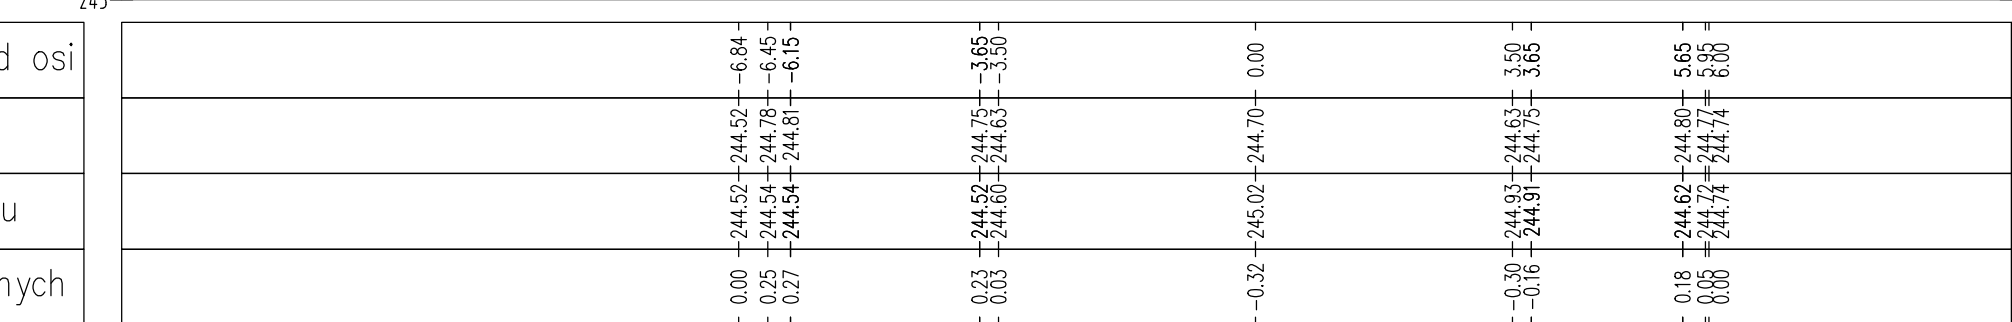 245
d osi -6.84 -6.45 -6.15 -3.65 -3.50 0.00 3.50 3.65 5.65 5.95 6.00
244.52 244.78 244.81 244.75 244.63 244.70 244.63 244.75 244.80 244.77 244.74
u 244.52 244.54 244.54 244.52 244.60 245.02 244.93 244.91 244.62 244.72 244.74
nych 0.00 0.25 0.27 0.23 0.03 -0.32 -0.30 -0.16 0.18 0.05 0.00